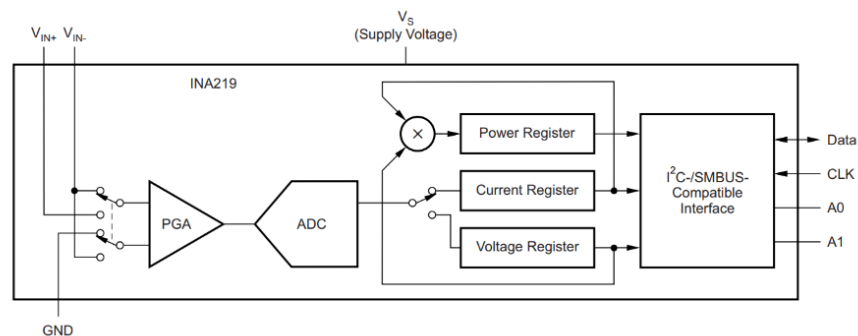 V_IN+ V_IN-
V_S
(Supply Voltage)
INA219
×
Power Register
Current Register
Voltage Register
PGA
ADC
I²C-/SMBUS-
Compatible
Interface
Data
CLK
A0
A1
GND